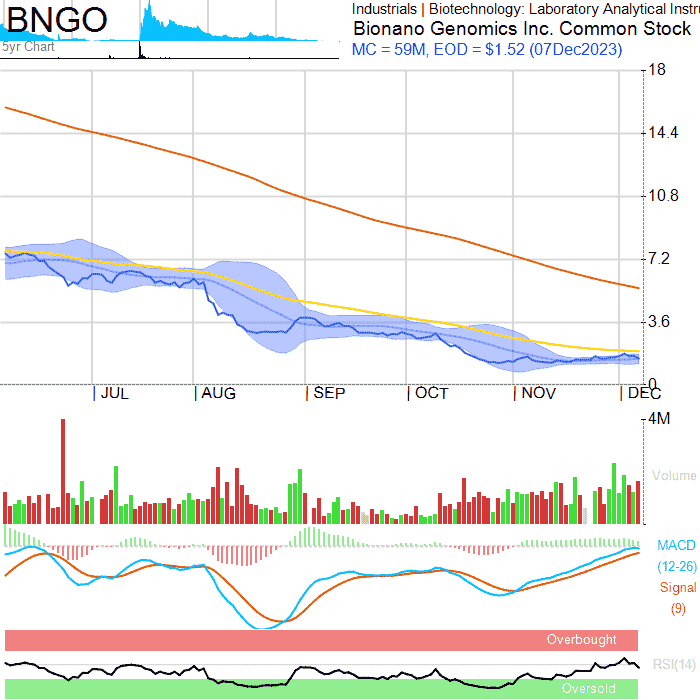 BNGO
5yr Chart
Industrials | Biotechnology: Laboratory Analytical Instru
Bionano Genomics Inc. Common Stock
MC = 59M, EOD = $1.52 (07Dec2023)
18
14.4
10.8
7.2
3.6
0
JUL
AUG
SEP
OCT
NOV
DEC
4M
Volume
MACD
(12-26)
Signal
(9)
Overbought
RSI(14)
Oversold